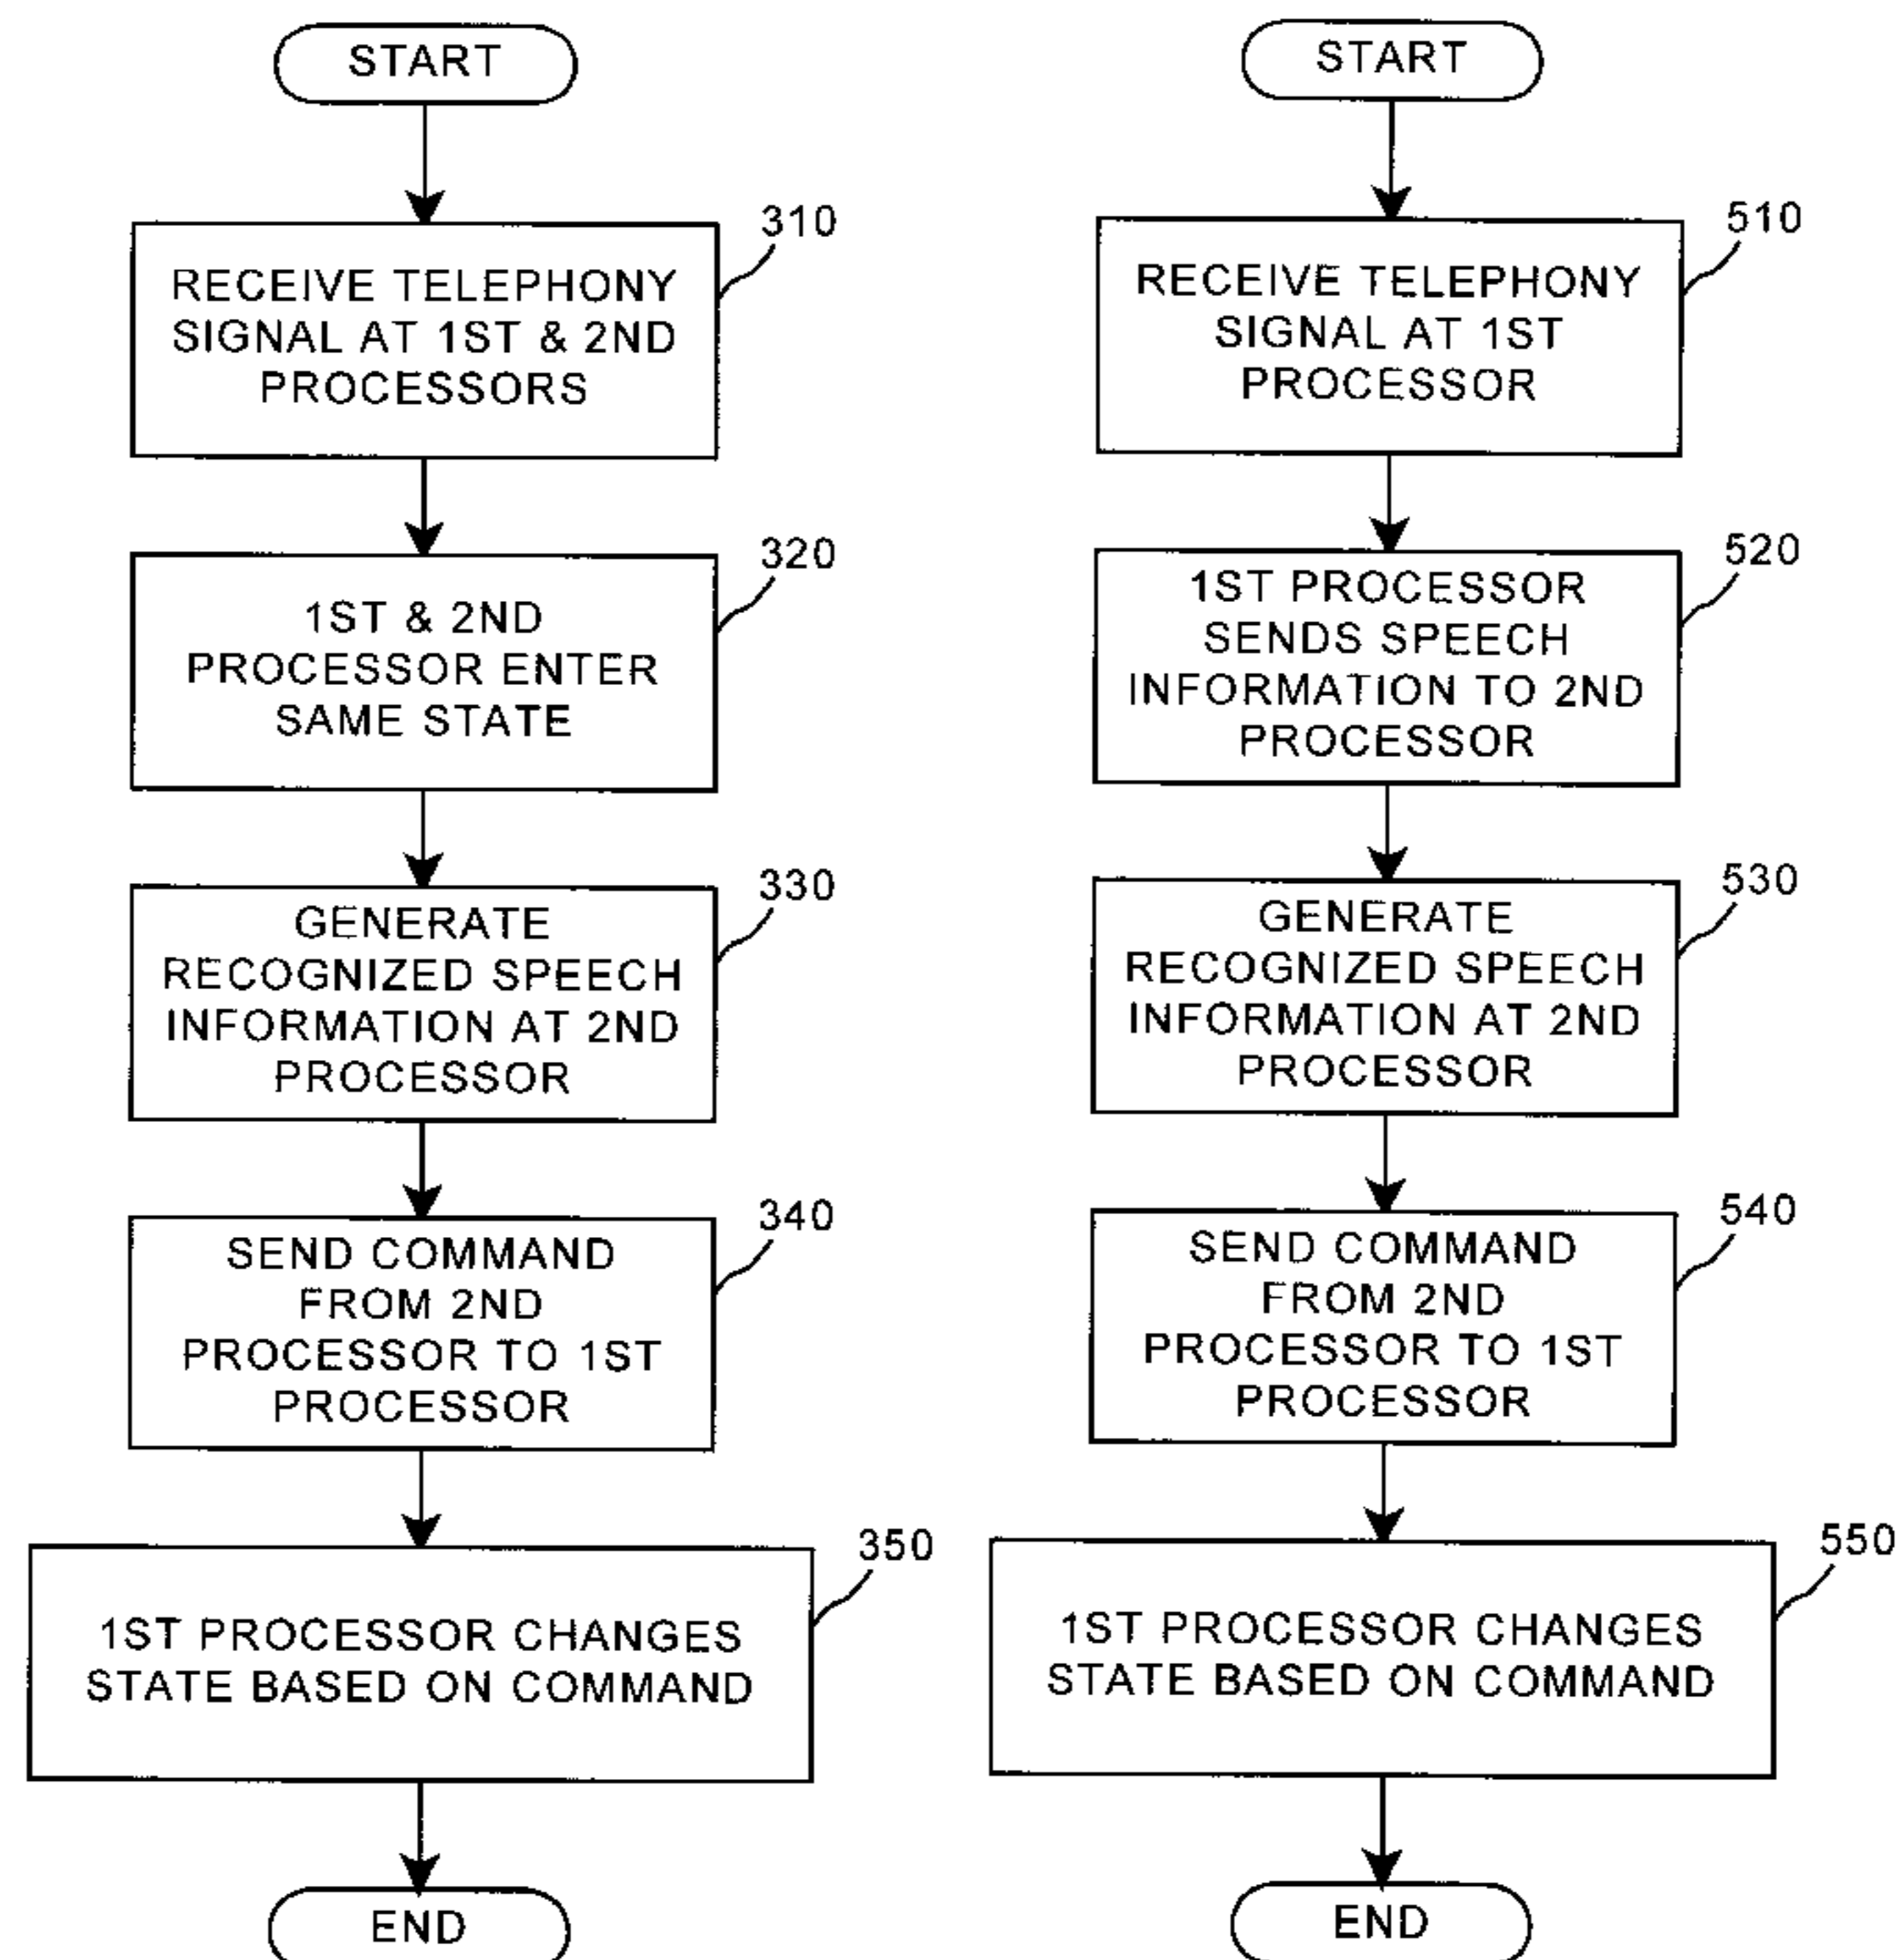 START
310
RECEIVE TELEPHONY
SIGNAL AT 1ST & 2ND
PROCESSORS
320
1ST & 2ND
PROCESSOR ENTER
SAME STATE
330
GENERATE
RECOGNIZED SPEECH
INFORMATION AT 2ND
PROCESSOR
340
SEND COMMAND
FROM 2ND
PROCESSOR TO 1ST
PROCESSOR
350
1ST PROCESSOR CHANGES
STATE BASED ON COMMAND
END
START
510
RECEIVE TELEPHONY
SIGNAL AT 1ST
PROCESSOR
520
1ST PROCESSOR
SENDS SPEECH
INFORMATION TO 2ND
PROCESSOR
530
GENERATE
RECOGNIZED SPEECH
INFORMATION AT 2ND
PROCESSOR
540
SEND COMMAND
FROM 2ND
PROCESSOR TO 1ST
PROCESSOR
550
1ST PROCESSOR CHANGES
STATE BASED ON COMMAND
END